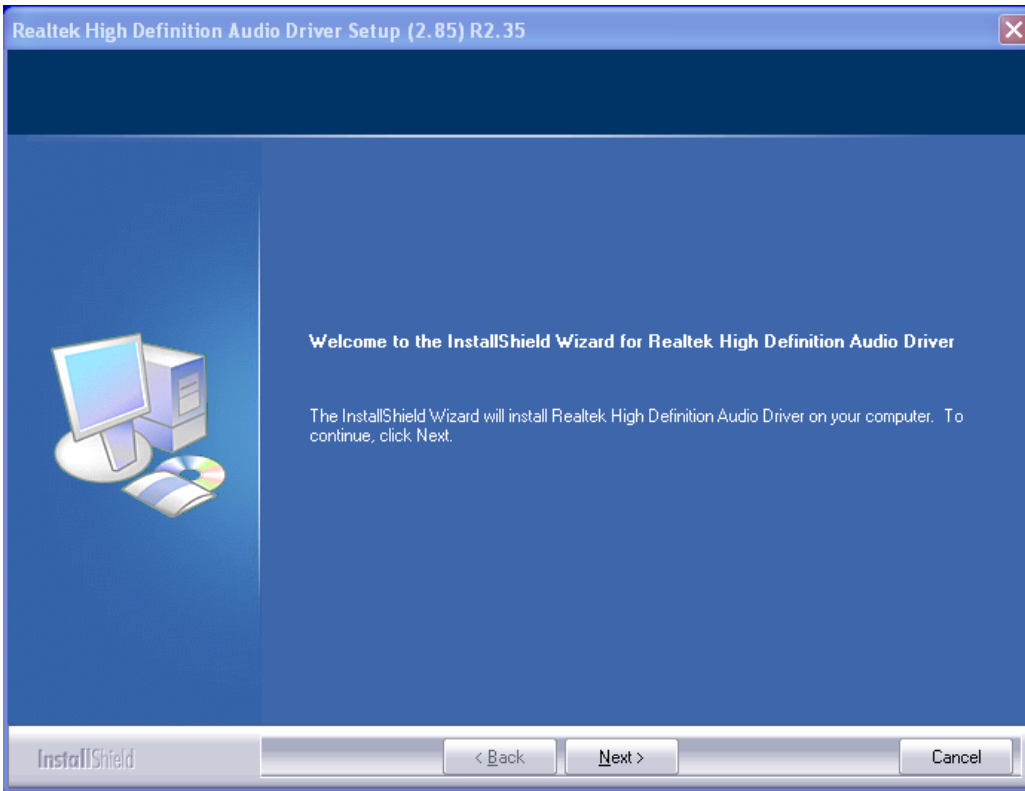 Realtek High Definition Audio Driver Setup (2.85) R2.35
Welcome to the InstallShield Wizard for Realtek High Definition Audio Driver
The InstallShield Wizard will install Realtek High Definition Audio Driver on your computer. To
continue, click Next.
InstallShield
< Back
Next >
Cancel